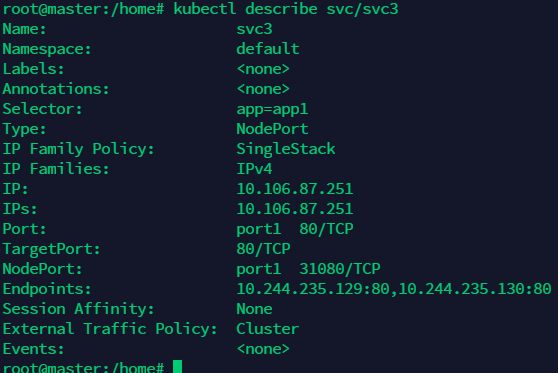 root@master:/home# kubectl describe svc/svc3
Name:                     svc3
Namespace:                default
Labels:                   <none>
Annotations:              <none>
Selector:                 app=app1
Type:                     NodePort
IP Family Policy:         SingleStack
IP Families:              IPv4
IP:                       10.106.87.251
IPs:                      10.106.87.251
Port:                     port1  80/TCP
TargetPort:               80/TCP
NodePort:                 port1  31080/TCP
Endpoints:                10.244.235.129:80,10.244.235.130:80
Session Affinity:         None
External Traffic Policy:  Cluster
Events:                   <none>
root@master:/home#